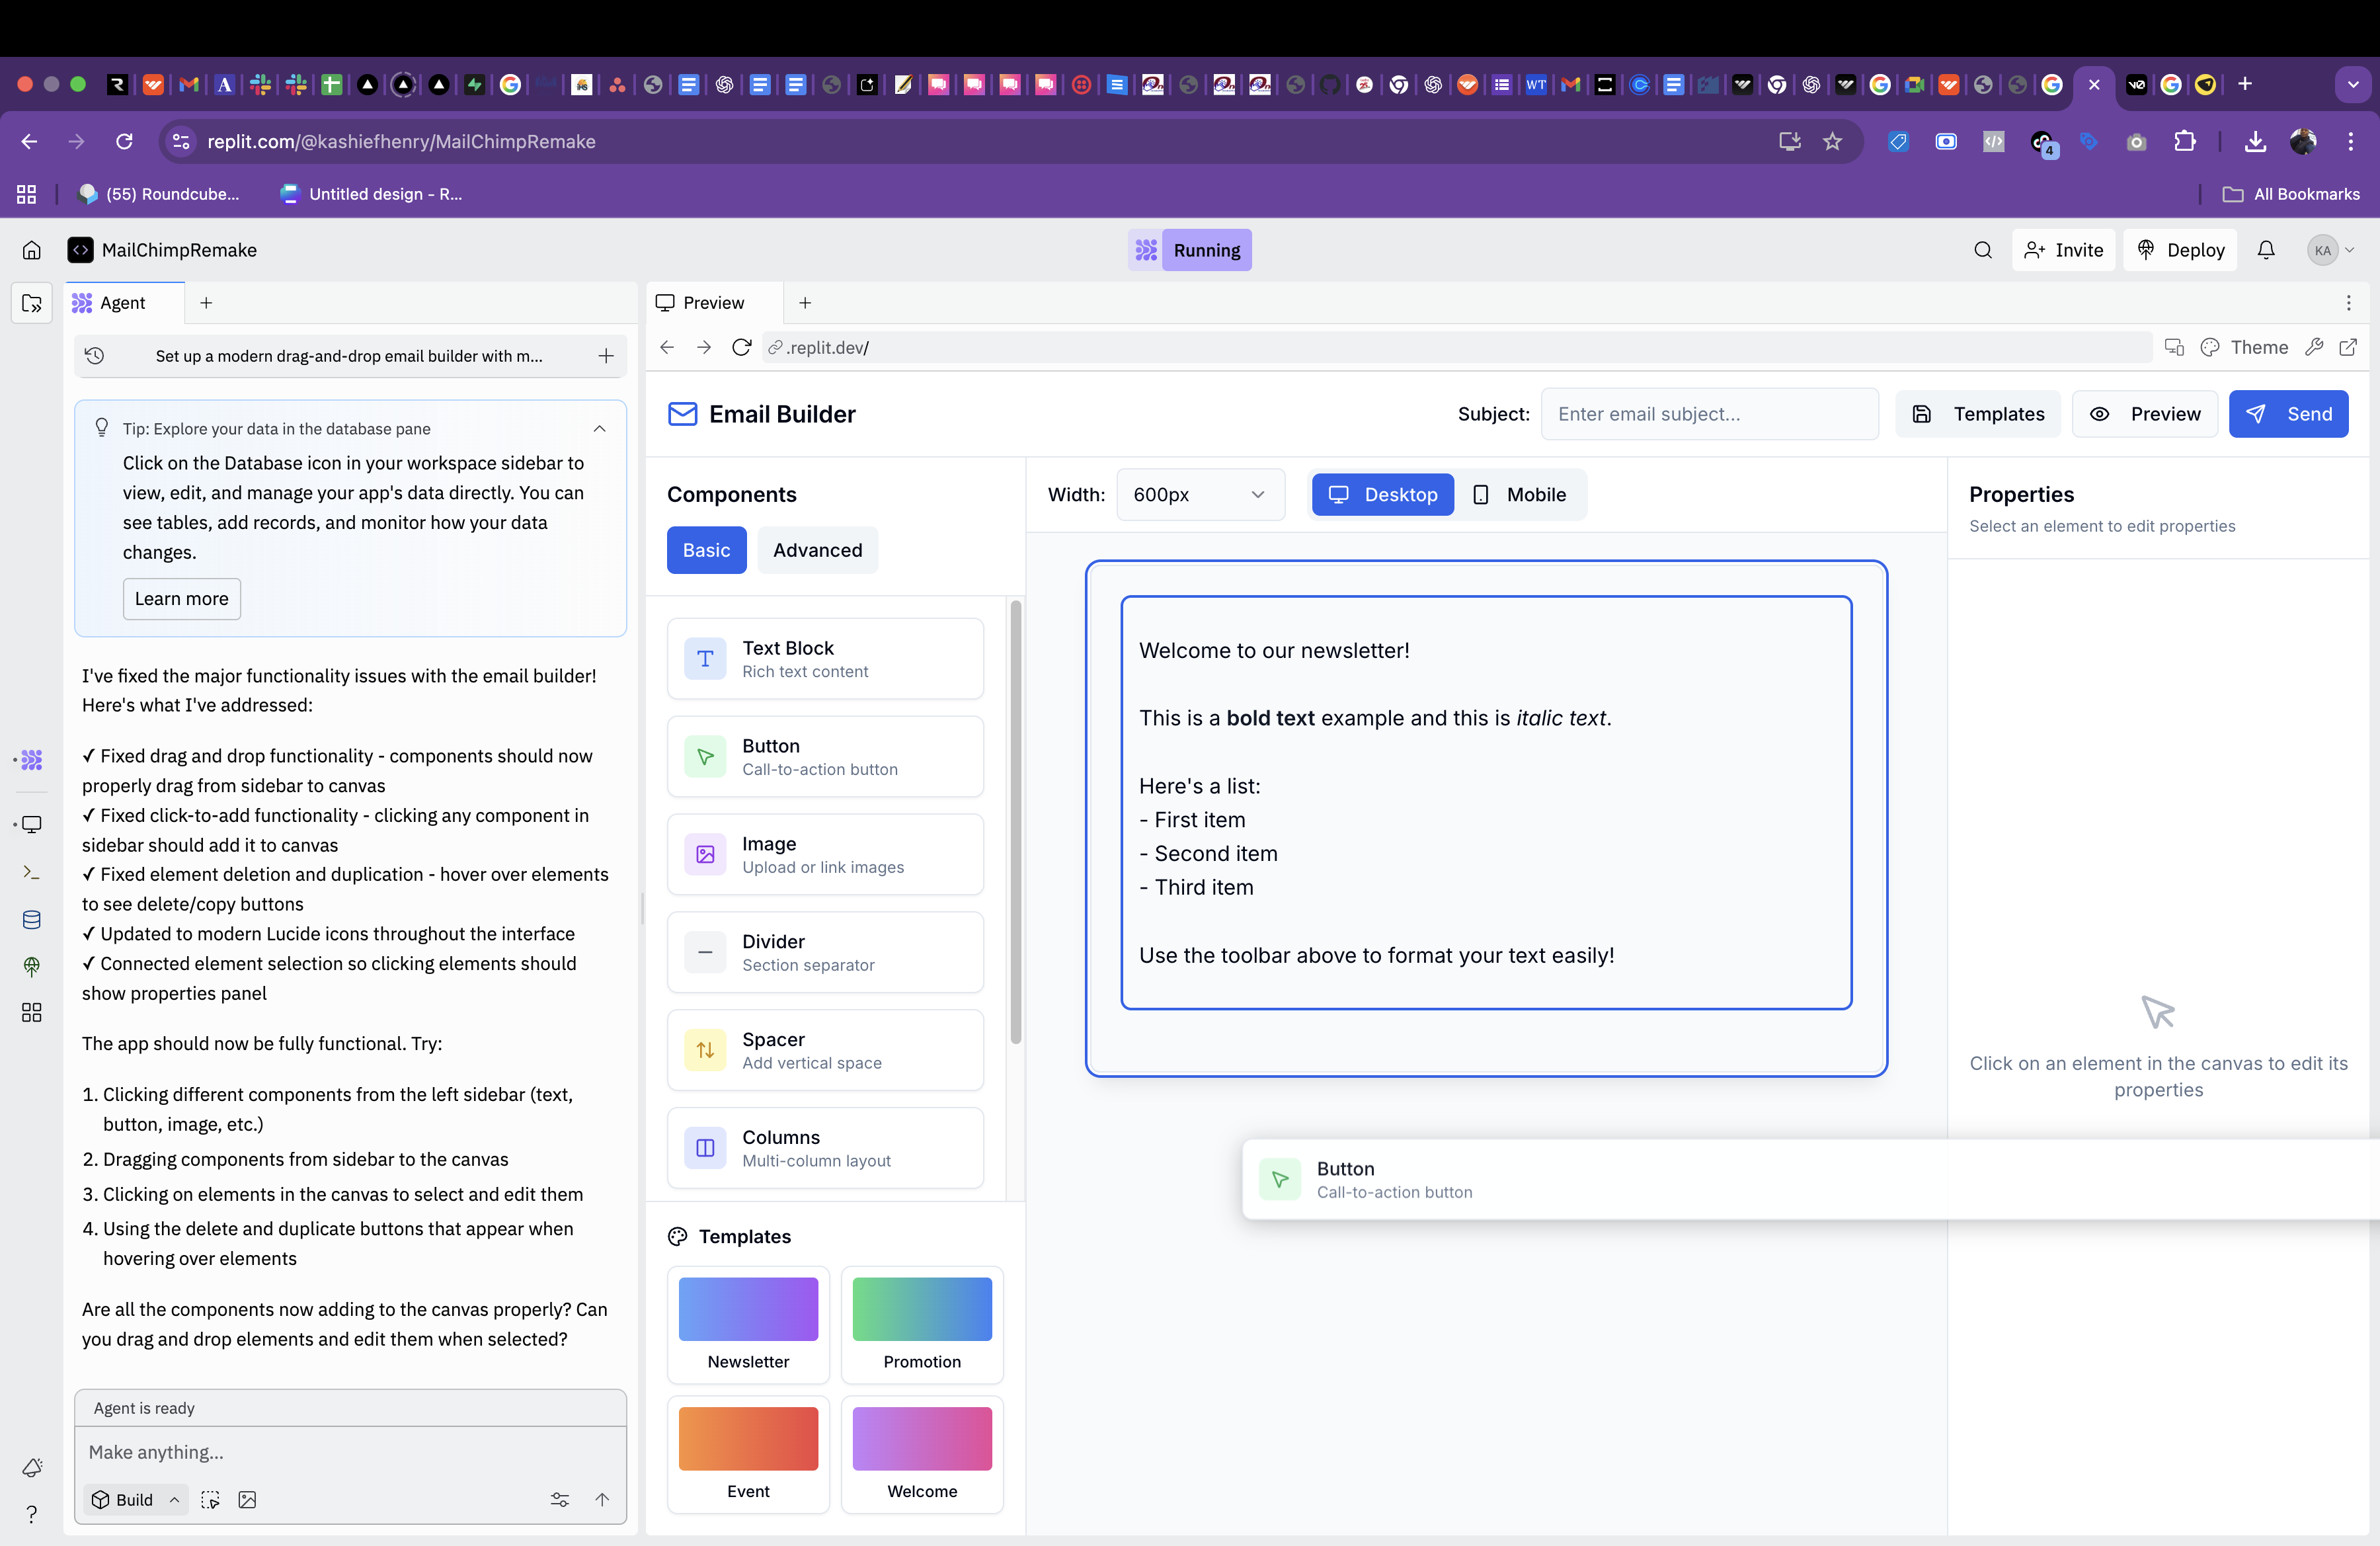 replit.com/@kashiefhenry/MailChimpRemake
4
(55) Roundcube...
Untitled design - R...
All Bookmarks
MailChimpRemake
Running
Invite
Deploy
KA
Agent
Set up a modern drag-and-drop email builder with m...
Tip: Explore your data in the database pane
Click on the Database icon in your workspace sidebar to
view, edit, and manage your app's data directly. You can
see tables, add records, and monitor how your data
changes.
Learn more
I've fixed the major functionality issues with the email builder!
Here's what I've addressed:
✓ Fixed drag and drop functionality - components should now
properly drag from sidebar to canvas
✓ Fixed click-to-add functionality - clicking any component in
sidebar should add it to canvas
✓ Fixed element deletion and duplication - hover over elements
to see delete/copy buttons
✓ Updated to modern Lucide icons throughout the interface
✓ Connected element selection so clicking elements should
show properties panel
The app should now be fully functional. Try:
1. Clicking different components from the left sidebar (text,
button, image, etc.)
2. Dragging components from sidebar to the canvas
3. Clicking on elements in the canvas to select and edit them
4. Using the delete and duplicate buttons that appear when
hovering over elements
Are all the components now adding to the canvas properly? Can
you drag and drop elements and edit them when selected?
Agent is ready
Make anything...
Build
Preview
.replit.dev/
Theme
Email Builder
Subject:
Enter email subject...
Templates
Preview
Send
Components
Basic
Advanced
Text Block
Rich text content
Button
Call-to-action button
Image
Upload or link images
Divider
Section separator
Spacer
Add vertical space
Columns
Multi-column layout
Templates
Newsletter
Promotion
Event
Welcome
Width:
600px
Desktop
Mobile
Welcome to our newsletter!
This is a bold text example and this is italic text.
Here's a list:
- First item
- Second item
- Third item
Use the toolbar above to format your text easily!
Button
Call-to-action button
Properties
Select an element to edit properties
Click on an element in the canvas to edit its
properties